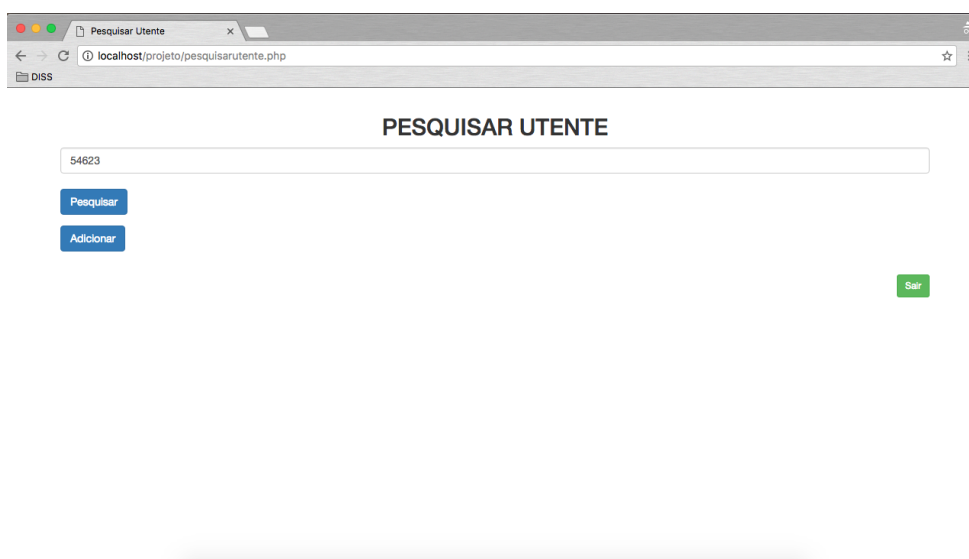 Pesquisar Utente
localhost/projeto/pesquisarutente.php
DISS
PESQUISAR UTENTE
54623
Pesquisar
Adicionar
Sair